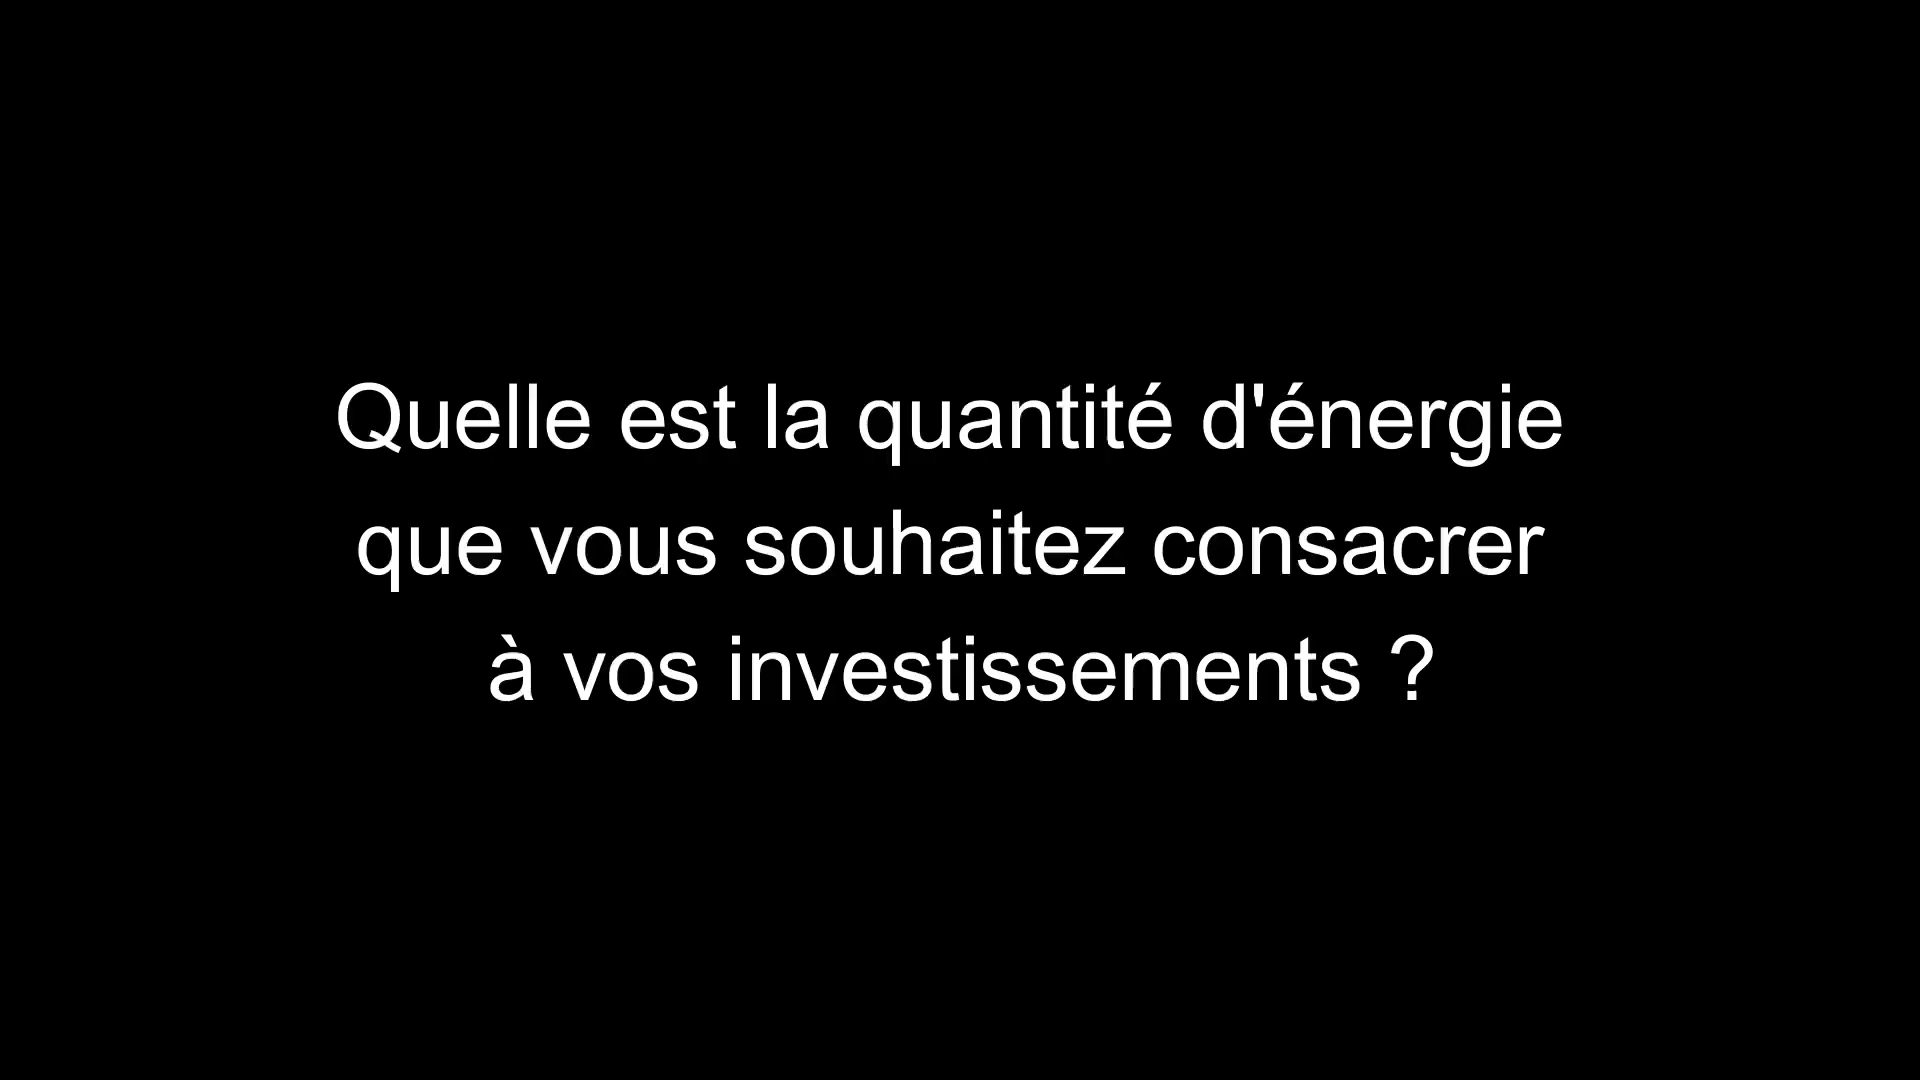 Quelle est la quantité d'énergie
que vous souhaitez consacrer
à vos investissements ?